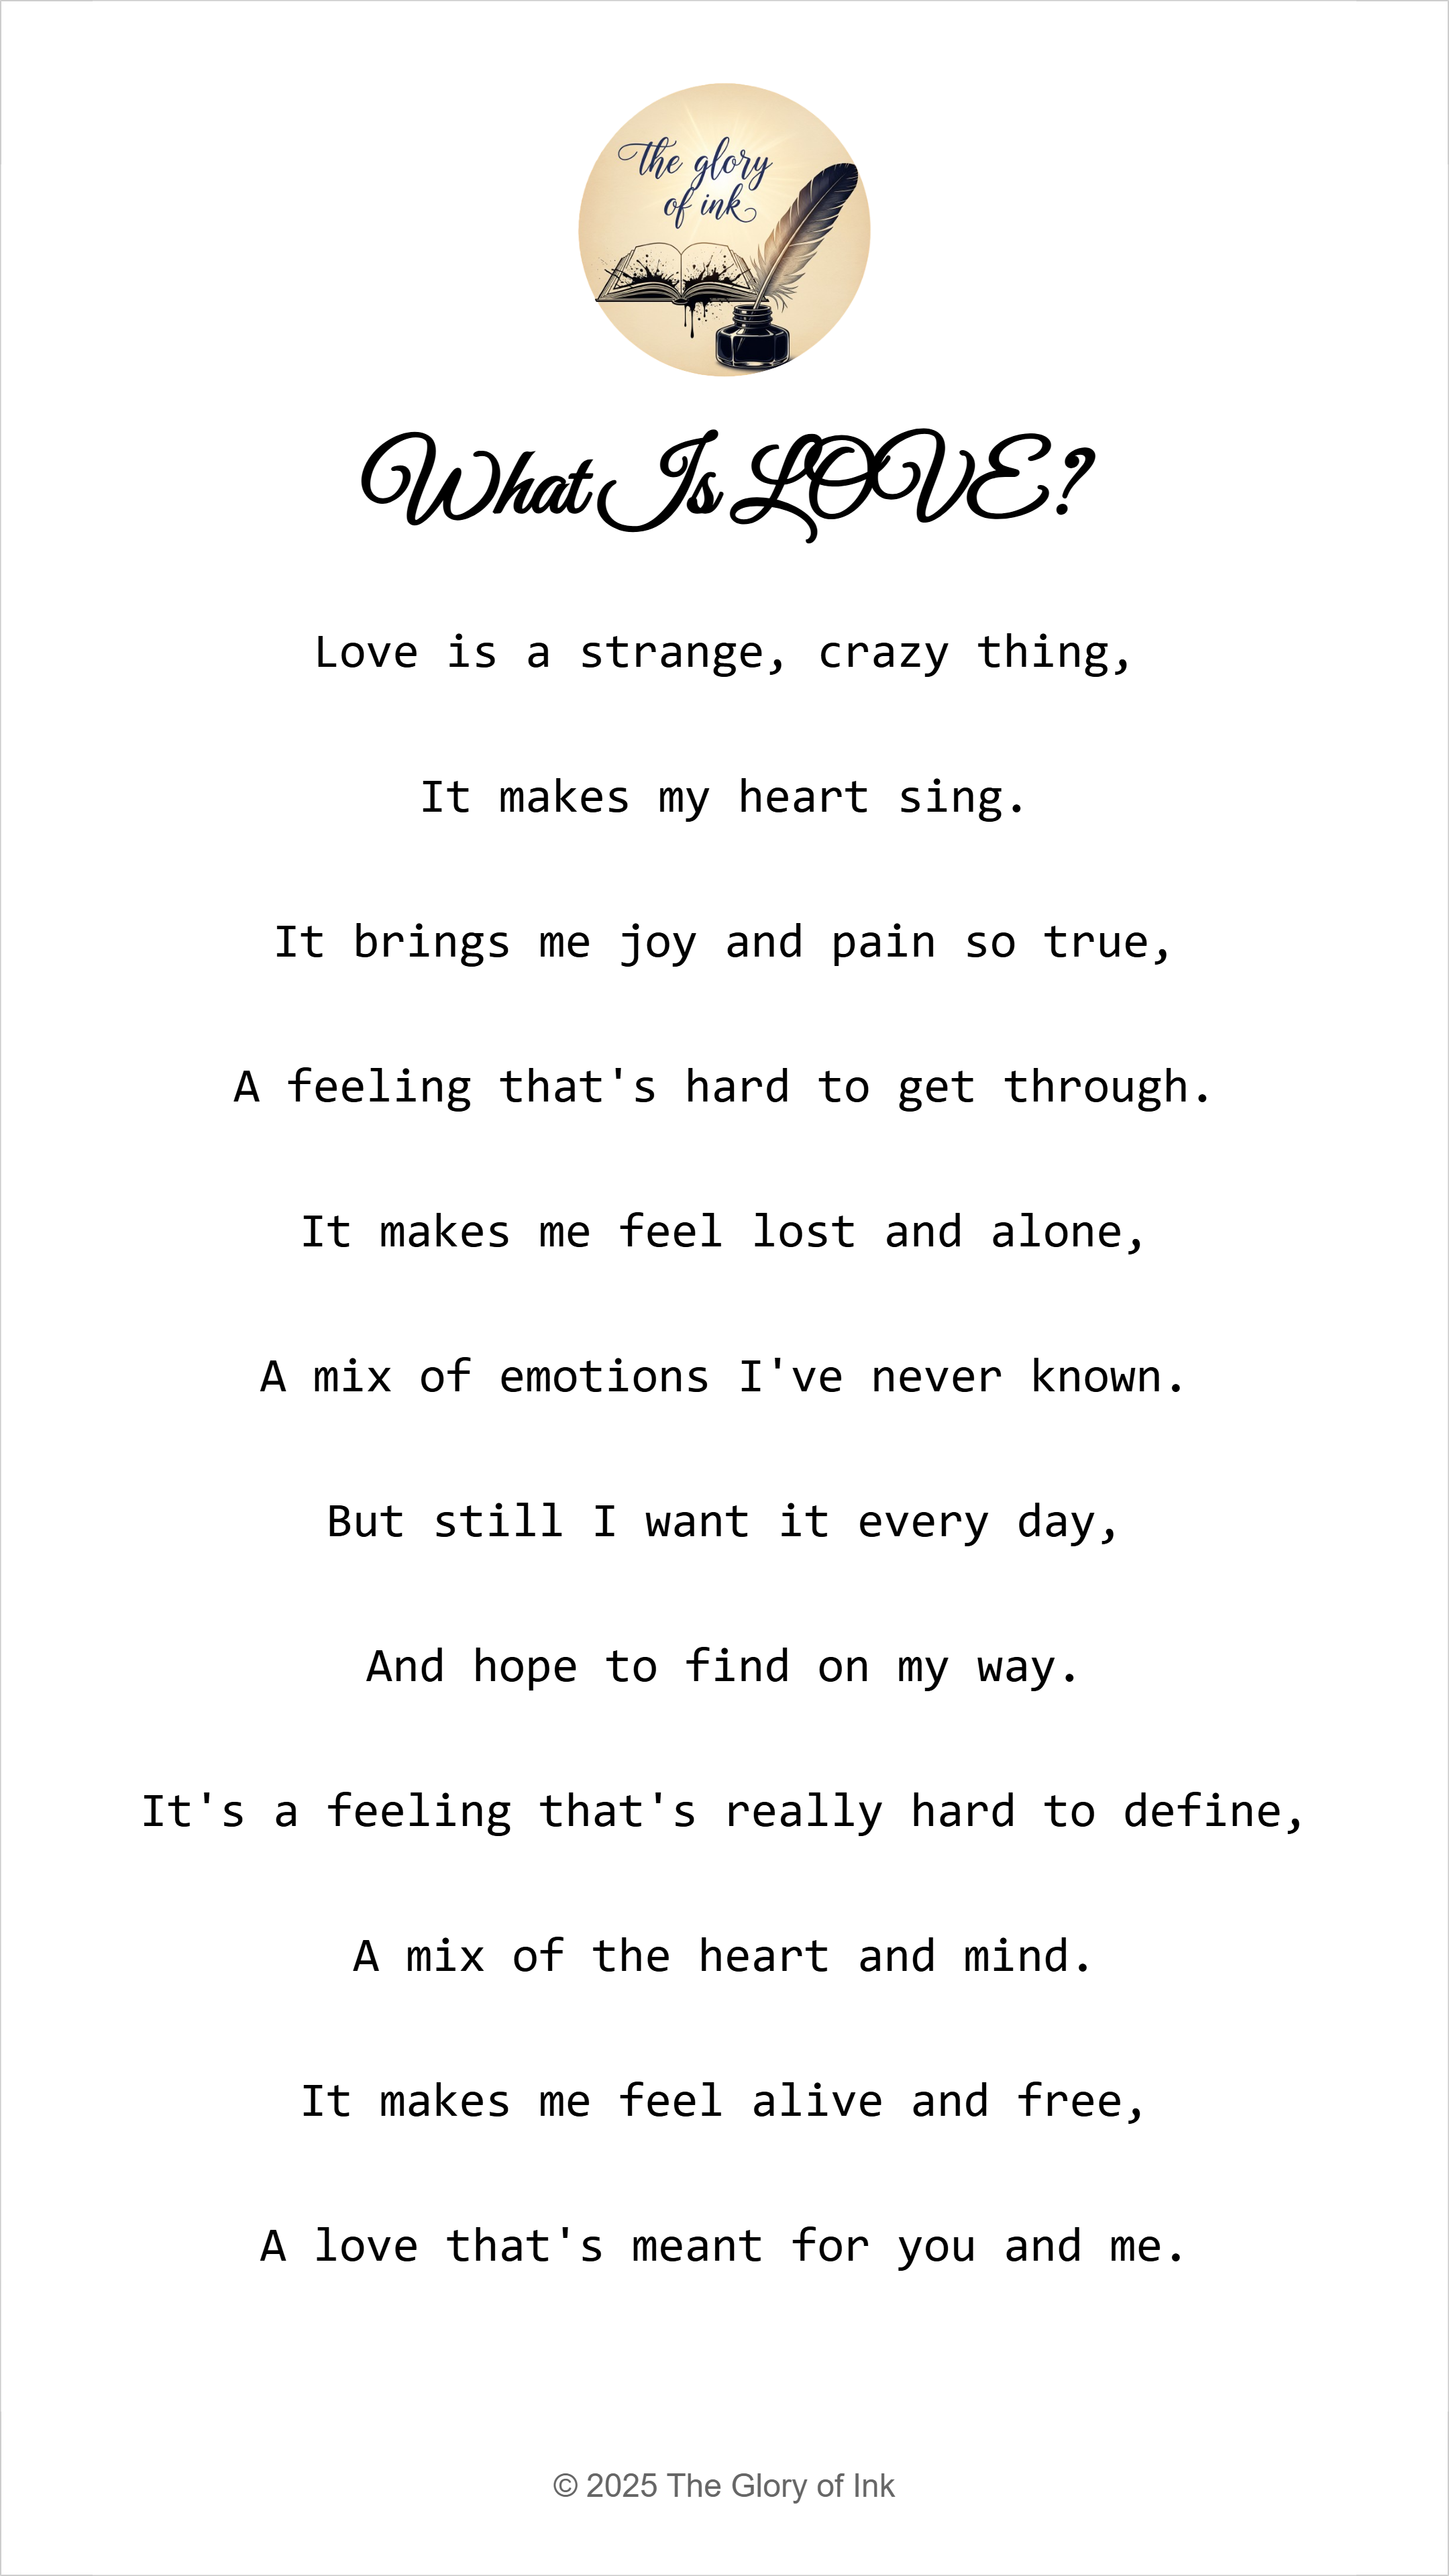 the glory
of ink
What Is LOVE?
Love is a strange, crazy thing,
It makes my heart sing.
It brings me joy and pain so true,
A feeling that's hard to get through.
It makes me feel lost and alone,
A mix of emotions I've never known.
But still I want it every day,
And hope to find on my way.
It's a feeling that's really hard to define,
A mix of the heart and mind.
It makes me feel alive and free,
A love that's meant for you and me.
© 2025 The Glory of Ink